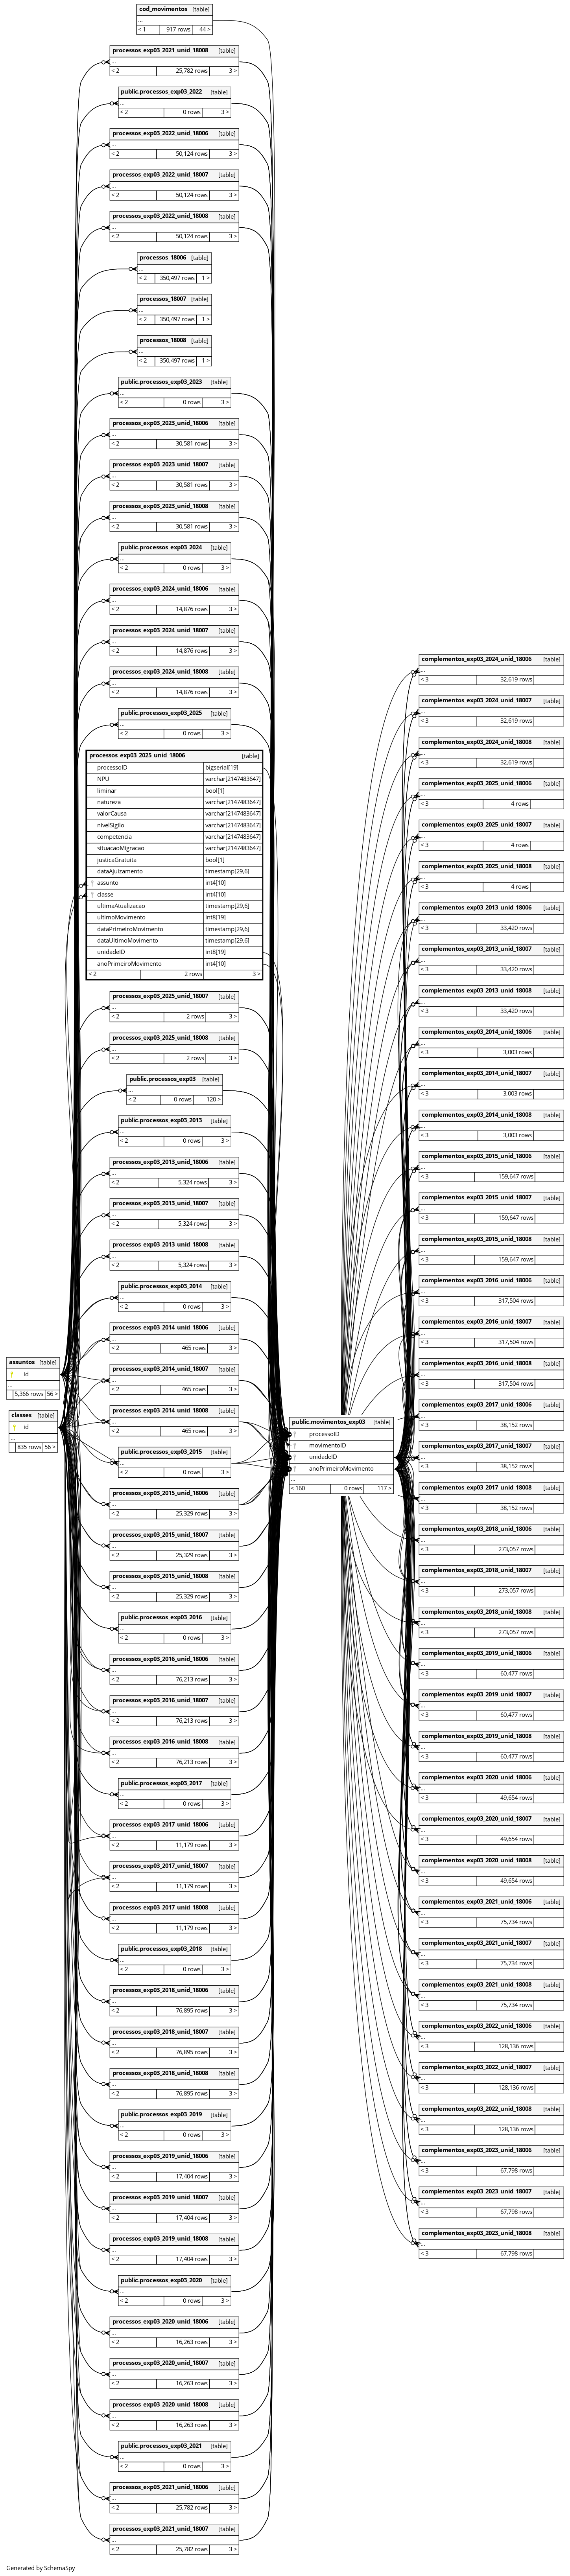 cod_movimentos [table]
...
< 1 917 rows 44 >
processos_exp03_2021_unid_18008 [table]
...
< 2 25,782 rows 3 >
public.processos_exp03_2022 [table]
...
< 2 0 rows 3 >
processos_exp03_2022_unid_18006 [table]
...
< 2 50,124 rows 3 >
processos_exp03_2022_unid_18007 [table]
...
< 2 50,124 rows 3 >
processos_exp03_2022_unid_18008 [table]
...
< 2 50,124 rows 3 >
processos_18006 [table]
...
< 2 350,497 rows 1 >
processos_18007 [table]
...
< 2 350,497 rows 1 >
processos_18008 [table]
...
< 2 350,497 rows 1 >
public.processos_exp03_2023 [table]
...
< 2 0 rows 3 >
processos_exp03_2023_unid_18006 [table]
...
< 2 30,581 rows 3 >
processos_exp03_2023_unid_18007 [table]
...
< 2 30,581 rows 3 >
processos_exp03_2023_unid_18008 [table]
...
< 2 30,581 rows 3 >
public.processos_exp03_2024 [table]
...
< 2 0 rows 3 >
processos_exp03_2024_unid_18006 [table]
...
< 2 14,876 rows 3 >
processos_exp03_2024_unid_18007 [table]
...
< 2 14,876 rows 3 >
processos_exp03_2024_unid_18008 [table]
...
< 2 14,876 rows 3 >
public.processos_exp03_2025 [table]
...
< 2 0 rows 3 >
processos_exp03_2025_unid_18006 [table]
processoID bigserial[19]
NPU varchar[2147483647]
liminar bool[1]
natureza varchar[2147483647]
valorCausa varchar[2147483647]
nivelSigilo varchar[2147483647]
competencia varchar[2147483647]
situacaoMigracao varchar[2147483647]
justicaGratuita bool[1]
dataAjuizamento timestamp[29,6]
assunto int4[10]
classe int4[10]
ultimaAtualizacao timestamp[29,6]
ultimoMovimento int8[19]
dataPrimeiroMovimento timestamp[29,6]
dataUltimoMovimento timestamp[29,6]
unidadeID int8[19]
anoPrimeiroMovimento int4[10]
< 2 2 rows 3 >
processos_exp03_2025_unid_18007 [table]
...
< 2 2 rows 3 >
processos_exp03_2025_unid_18008 [table]
...
< 2 2 rows 3 >
public.processos_exp03 [table]
...
< 2 0 rows 120 >
public.processos_exp03_2013 [table]
...
< 2 0 rows 3 >
processos_exp03_2013_unid_18006 [table]
...
< 2 5,324 rows 3 >
processos_exp03_2013_unid_18007 [table]
...
< 2 5,324 rows 3 >
processos_exp03_2013_unid_18008 [table]
...
< 2 5,324 rows 3 >
public.processos_exp03_2014 [table]
...
< 2 0 rows 3 >
processos_exp03_2014_unid_18006 [table]
...
< 2 465 rows 3 >
processos_exp03_2014_unid_18007 [table]
...
< 2 465 rows 3 >
processos_exp03_2014_unid_18008 [table]
...
< 2 465 rows 3 >
public.processos_exp03_2015 [table]
...
< 2 0 rows 3 >
processos_exp03_2015_unid_18006 [table]
...
< 2 25,329 rows 3 >
processos_exp03_2015_unid_18007 [table]
...
< 2 25,329 rows 3 >
processos_exp03_2015_unid_18008 [table]
...
< 2 25,329 rows 3 >
public.processos_exp03_2016 [table]
...
< 2 0 rows 3 >
processos_exp03_2016_unid_18006 [table]
...
< 2 76,213 rows 3 >
processos_exp03_2016_unid_18007 [table]
...
< 2 76,213 rows 3 >
processos_exp03_2016_unid_18008 [table]
...
< 2 76,213 rows 3 >
public.processos_exp03_2017 [table]
...
< 2 0 rows 3 >
processos_exp03_2017_unid_18006 [table]
...
< 2 11,179 rows 3 >
processos_exp03_2017_unid_18007 [table]
...
< 2 11,179 rows 3 >
processos_exp03_2017_unid_18008 [table]
...
< 2 11,179 rows 3 >
public.processos_exp03_2018 [table]
...
< 2 0 rows 3 >
processos_exp03_2018_unid_18006 [table]
...
< 2 76,895 rows 3 >
processos_exp03_2018_unid_18007 [table]
...
< 2 76,895 rows 3 >
processos_exp03_2018_unid_18008 [table]
...
< 2 76,895 rows 3 >
public.processos_exp03_2019 [table]
...
< 2 0 rows 3 >
processos_exp03_2019_unid_18006 [table]
...
< 2 17,404 rows 3 >
processos_exp03_2019_unid_18007 [table]
...
< 2 17,404 rows 3 >
processos_exp03_2019_unid_18008 [table]
...
< 2 17,404 rows 3 >
public.processos_exp03_2020 [table]
...
< 2 0 rows 3 >
processos_exp03_2020_unid_18006 [table]
...
< 2 16,263 rows 3 >
processos_exp03_2020_unid_18007 [table]
...
< 2 16,263 rows 3 >
processos_exp03_2020_unid_18008 [table]
...
< 2 16,263 rows 3 >
public.processos_exp03_2021 [table]
...
< 2 0 rows 3 >
processos_exp03_2021_unid_18006 [table]
...
< 2 25,782 rows 3 >
processos_exp03_2021_unid_18007 [table]
...
< 2 25,782 rows 3 >
assuntos [table]
id
...
5,366 rows 56 >
classes [table]
id
...
835 rows 56 >
public.movimentos_exp03 [table]
processoID
movimentoID
unidadeID
anoPrimeiroMovimento
...
< 160 0 rows 117 >
complementos_exp03_2024_unid_18006 [table]
...
< 3 32,619 rows
complementos_exp03_2024_unid_18007 [table]
...
< 3 32,619 rows
complementos_exp03_2024_unid_18008 [table]
...
< 3 32,619 rows
complementos_exp03_2025_unid_18006 [table]
...
< 3 4 rows
complementos_exp03_2025_unid_18007 [table]
...
< 3 4 rows
complementos_exp03_2025_unid_18008 [table]
...
< 3 4 rows
complementos_exp03_2013_unid_18006 [table]
...
< 3 33,420 rows
complementos_exp03_2013_unid_18007 [table]
...
< 3 33,420 rows
complementos_exp03_2013_unid_18008 [table]
...
< 3 33,420 rows
complementos_exp03_2014_unid_18006 [table]
...
< 3 3,003 rows
complementos_exp03_2014_unid_18007 [table]
...
< 3 3,003 rows
complementos_exp03_2014_unid_18008 [table]
...
< 3 3,003 rows
complementos_exp03_2015_unid_18006 [table]
...
< 3 159,647 rows
complementos_exp03_2015_unid_18007 [table]
...
< 3 159,647 rows
complementos_exp03_2015_unid_18008 [table]
...
< 3 159,647 rows
complementos_exp03_2016_unid_18006 [table]
...
< 3 317,504 rows
complementos_exp03_2016_unid_18007 [table]
...
< 3 317,504 rows
complementos_exp03_2016_unid_18008 [table]
...
< 3 317,504 rows
complementos_exp03_2017_unid_18006 [table]
...
< 3 38,152 rows
complementos_exp03_2017_unid_18007 [table]
...
< 3 38,152 rows
complementos_exp03_2017_unid_18008 [table]
...
< 3 38,152 rows
complementos_exp03_2018_unid_18006 [table]
...
< 3 273,057 rows
complementos_exp03_2018_unid_18007 [table]
...
< 3 273,057 rows
complementos_exp03_2018_unid_18008 [table]
...
< 3 273,057 rows
complementos_exp03_2019_unid_18006 [table]
...
< 3 60,477 rows
complementos_exp03_2019_unid_18007 [table]
...
< 3 60,477 rows
complementos_exp03_2019_unid_18008 [table]
...
< 3 60,477 rows
complementos_exp03_2020_unid_18006 [table]
...
< 3 49,654 rows
complementos_exp03_2020_unid_18007 [table]
...
< 3 49,654 rows
complementos_exp03_2020_unid_18008 [table]
...
< 3 49,654 rows
complementos_exp03_2021_unid_18006 [table]
...
< 3 75,734 rows
complementos_exp03_2021_unid_18007 [table]
...
< 3 75,734 rows
complementos_exp03_2021_unid_18008 [table]
...
< 3 75,734 rows
complementos_exp03_2022_unid_18006 [table]
...
< 3 128,136 rows
complementos_exp03_2022_unid_18007 [table]
...
< 3 128,136 rows
complementos_exp03_2022_unid_18008 [table]
...
< 3 128,136 rows
complementos_exp03_2023_unid_18006 [table]
...
< 3 67,798 rows
complementos_exp03_2023_unid_18007 [table]
...
< 3 67,798 rows
complementos_exp03_2023_unid_18008 [table]
...
< 3 67,798 rows
Generated by SchemaSpy